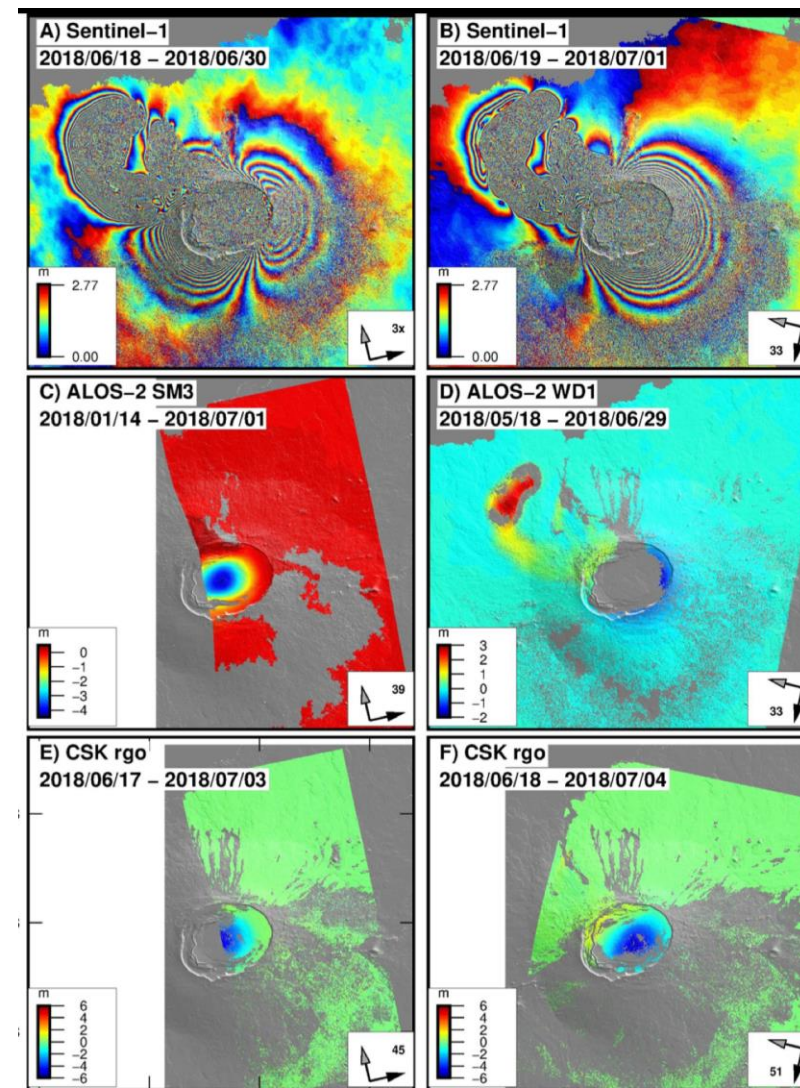 A) Sentinel−1
2018/06/18 − 2018/06/30
m
2.77
0.00
B) Sentinel−1
2018/06/19 − 2018/07/01
m
2.77
0.00
33
C) ALOS−2 SM3
2018/01/14 − 2018/07/01
m
0
−1
−2
−3
−4
39
D) ALOS−2 WD1
2018/05/18 − 2018/06/29
m
3
2
1
0
−1
−2
33
E) CSK rgo
2018/06/17 − 2018/07/03
m
6
4
2
0
−2
−4
−6
45
F) CSK rgo
2018/06/18 − 2018/07/04
m
6
4
2
0
−2
−4
−6
51